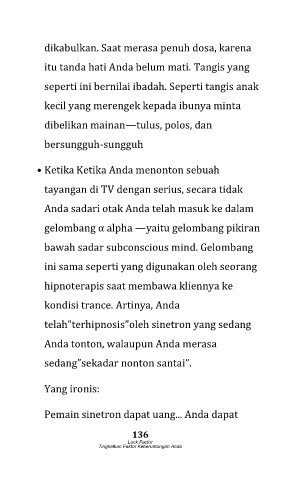 dikabulkan. Saat merasa penuh dosa, karena
itu tanda hati Anda belum mati. Tangis yang
seperti ini bernilai ibadah. Seperti tangis anak
kecil yang merengek kepada ibunya minta
dibelikan mainan—tulus, polos, dan
bersungguh-sungguh
• Ketika Ketika Anda menonton sebuah
tayangan di TV dengan serius, secara tidak
Anda sadari otak Anda telah masuk ke dalam
gelombang α alpha —yaitu gelombang pikiran
bawah sadar subconscious mind. Gelombang
ini sama seperti yang digunakan oleh seorang
hipnoterapis saat membawa kliennya ke
kondisi trance. Artinya, Anda
telah"terhipnosis"oleh sinetron yang sedang
Anda tonton, walaupun Anda merasa
sedang"sekadar nonton santai".
Yang ironis:
Pemain sinetron dapat uang... Anda dapat
136
Luck Factor
Tingkatkan Faktor Keberuntungan Anda